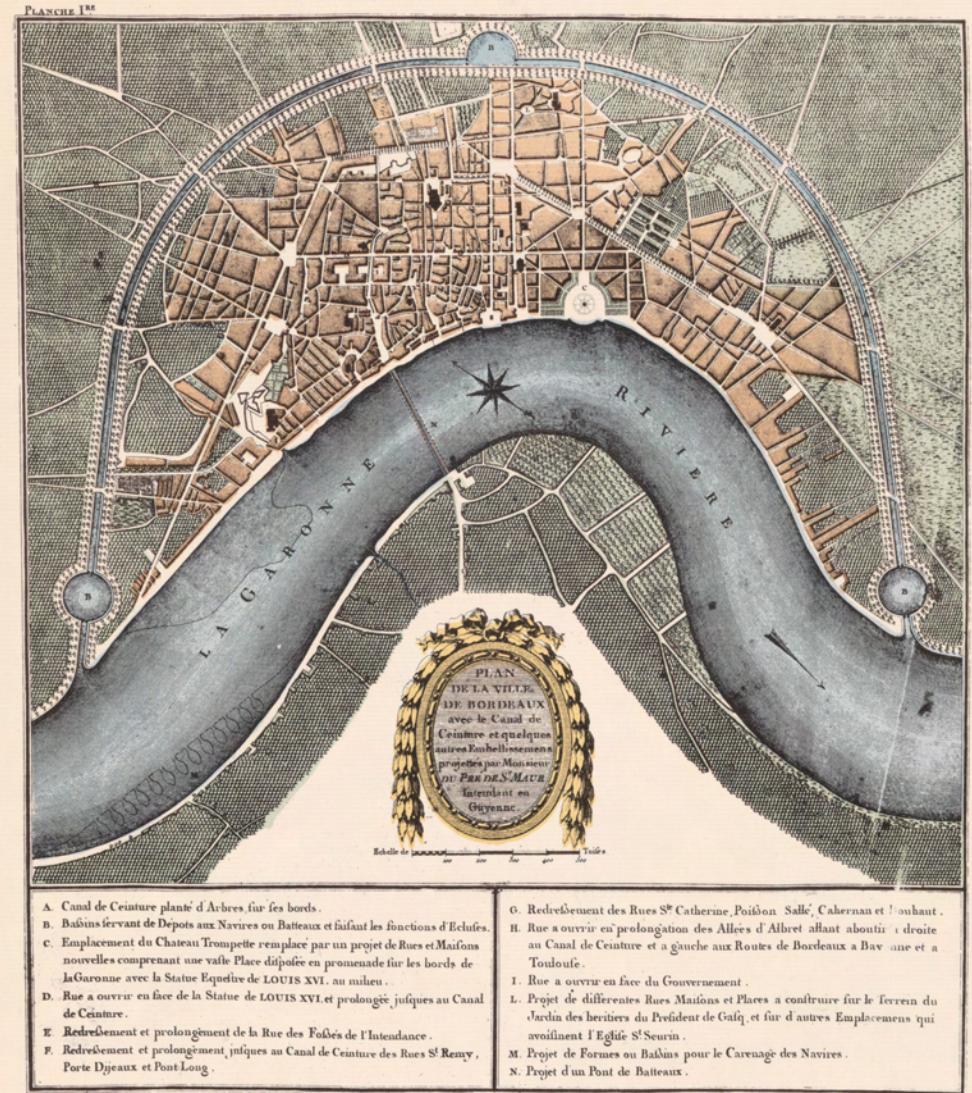 PLANCHE I.RE
B
L
C
LA GARONNE
RIVIERE
N
B
B
PLAN
DE LA VILLE
DE BORDEAUX
avec le Canal de
Ceinture et quelques
autres Embellissemens
projettés par Monsieur
DU PRE DE St. MAUR
Intendant en
Guyenne.
Echelle de 100 200 300 400 500 Toises
A. Canal de Ceinture planté d'Arbres sur ses bords.
B. Baßins servant de Dépots aux Navires ou Batteaux et faisant les fonctions d'Ecluses.
C. Emplacement du Chateau Trompette remplacé par un projet de Rues et Maisons
nouvelles comprenant une vaste Place disposée en promenade sur les bords de
la Garonne avec la Statue Equestre de LOUIS XVI. au milieu.
D. Rue a ouvrir en face de la Statue de LOUIS XVI. et prolongée jusques au Canal
de Ceinture.
E. Redreßement et prolongement de la Rue des Foßés de l'Intendance.
F. Redreßement et prolongement jusques au Canal de Ceinture des Rues St. Remy,
Porte Dijeaux et Pont Long.
G. Redreßement des Rues Ste. Catherine, Poißon Sallé, Cahernan et Bouhaut.
H. Rue a ouvrir en prolongation des Allées d'Albret allant aboutir a droite
au Canal de Ceinture et a gauche aux Routes de Bordeaux a Bayonne et a
Toulouse.
I. Rue a ouvrir en face du Gouvernement.
L. Projet de differentes Rues Maisons et Places a construire sur le Terrein du
Jardin des heritiers du Président de Gasq, et sur d'autres Emplacemens qui
avoisinent l'Eglise St. Seurin.
M. Projet de Formes ou Baßins pour le Carenage des Navires.
N. Projet d'un Pont de Batteaux.